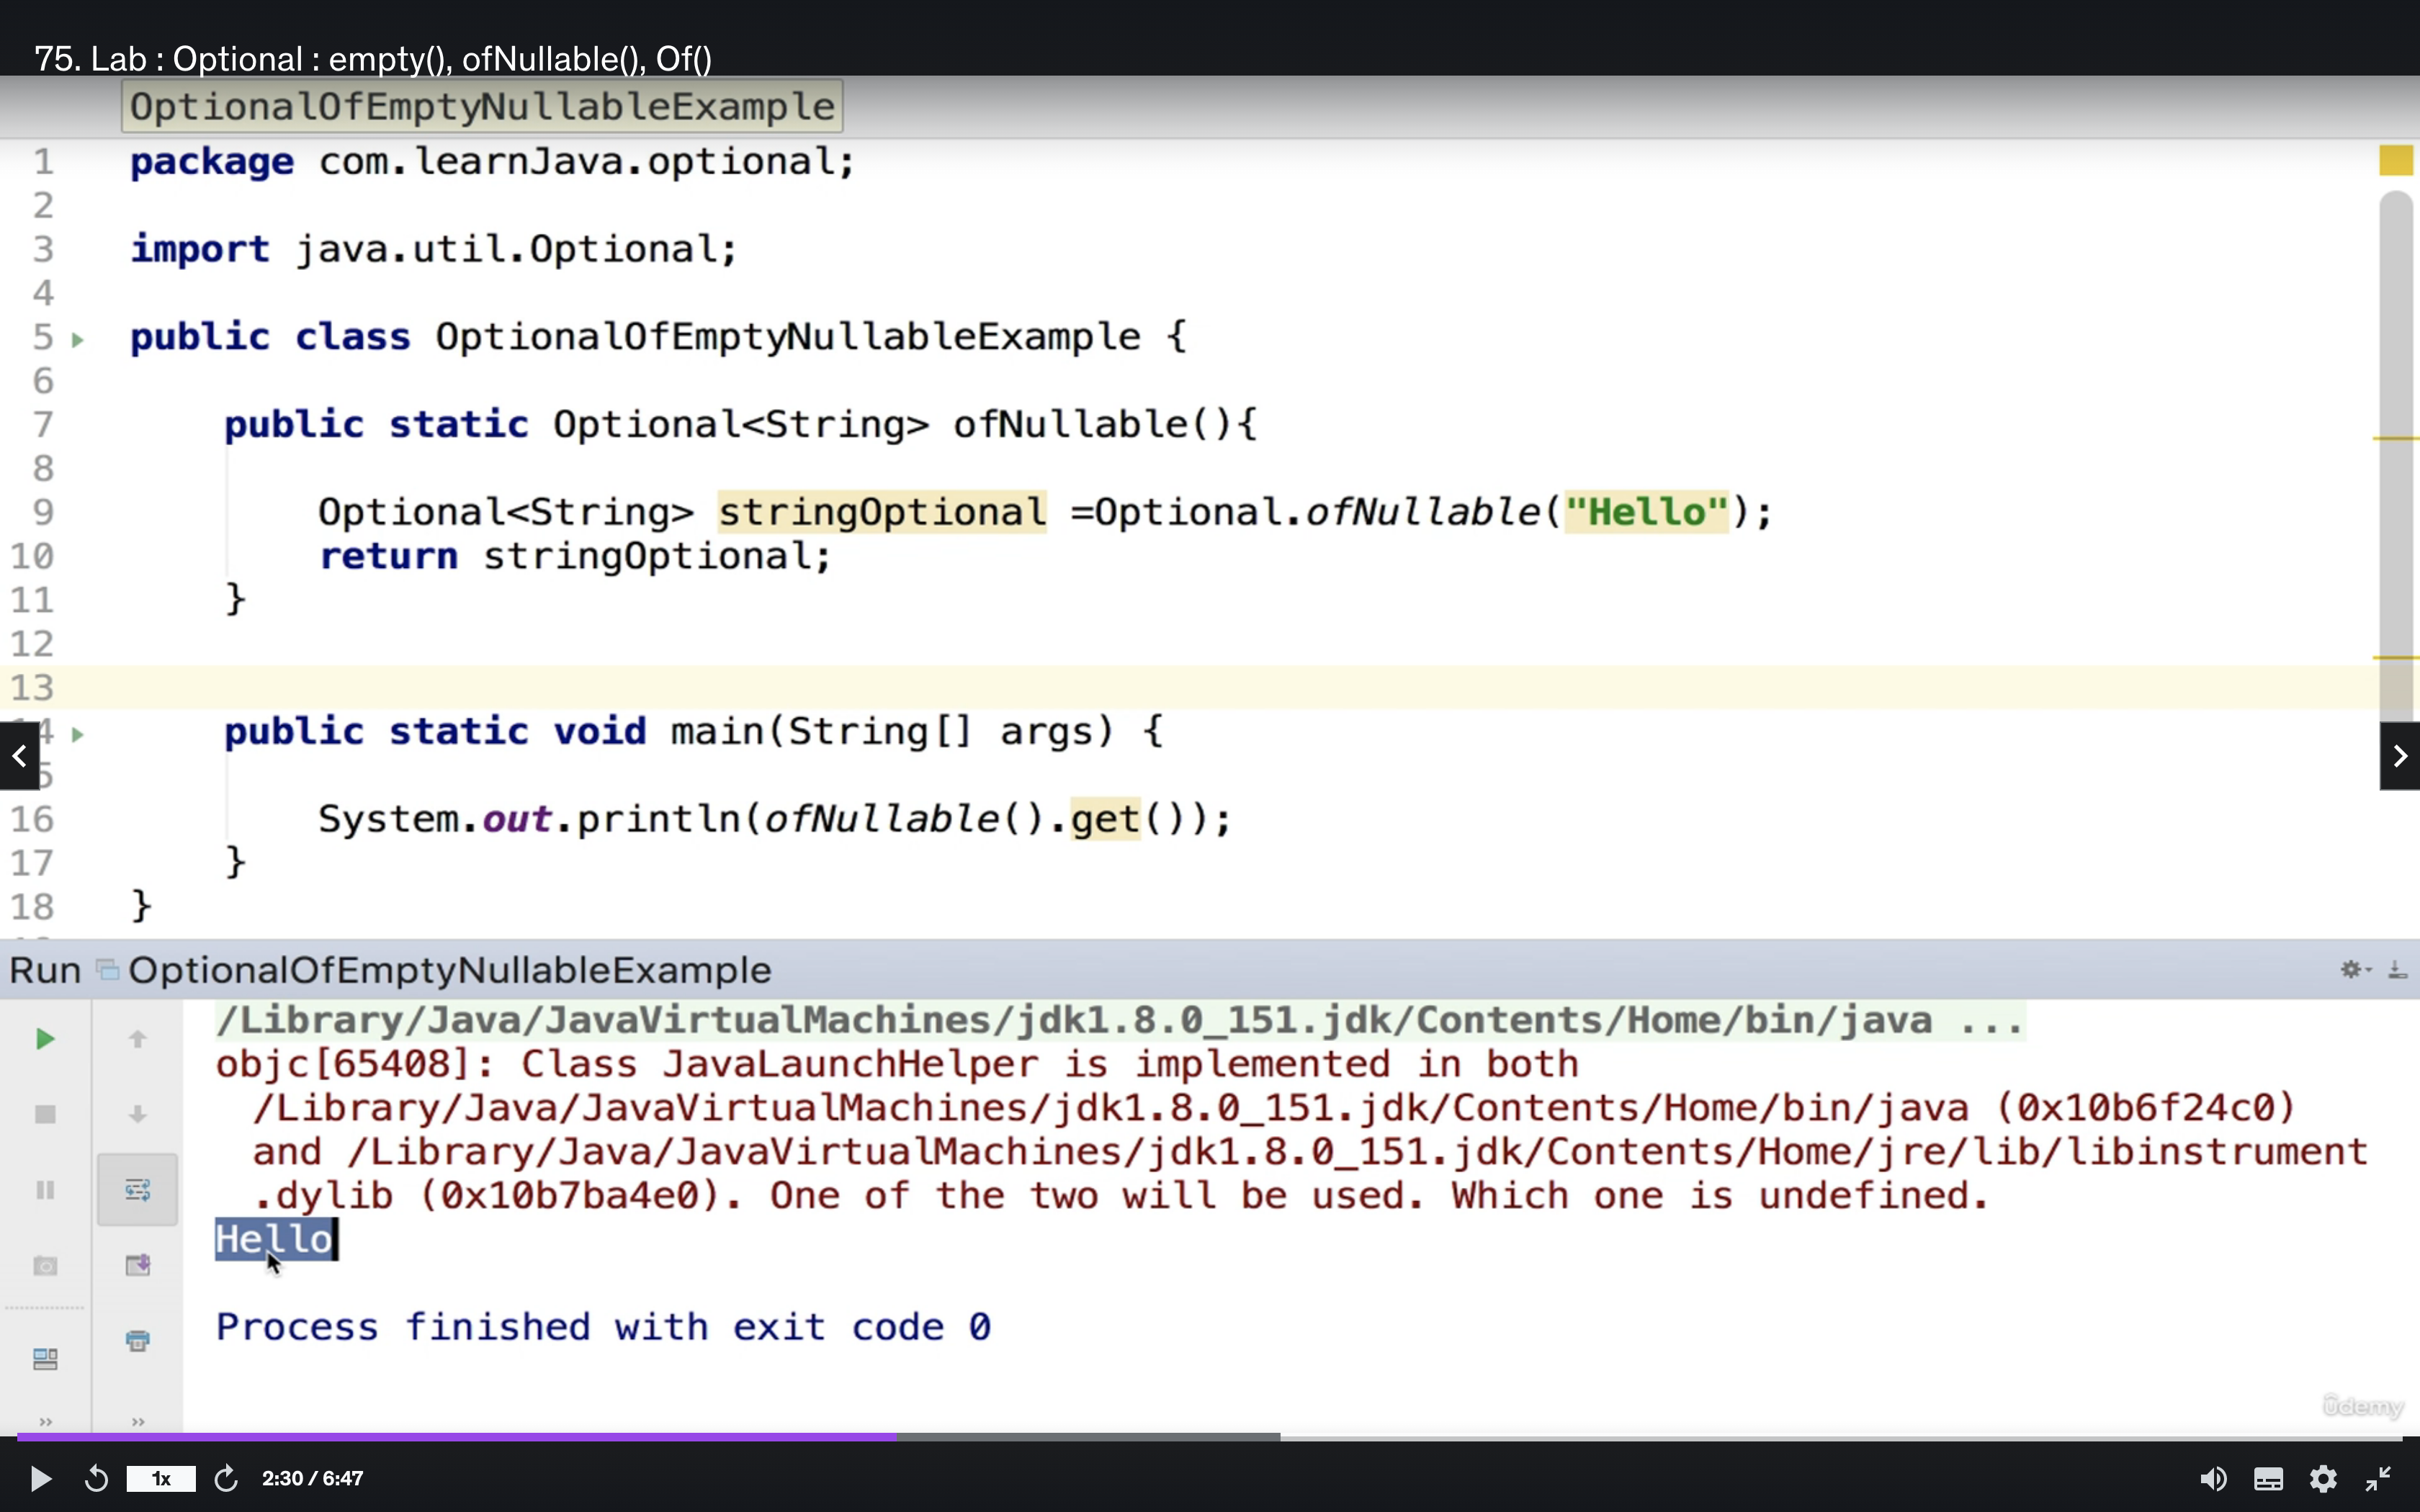 75. Lab : Optional : empty(), ofNullable(), Of()
OptionalOfEmptyNullableExample
1 package com.learnJava.optional;
2
3 import java.util.Optional;
4
5 public class OptionalOfEmptyNullableExample {
6
7 public static Optional<String> ofNullable(){
8
9 Optional<String> stringOptional =Optional.ofNullable("Hello");
10 return stringOptional;
11 }
12
13
4 public static void main(String[] args) {
5
16 System.out.println(ofNullable().get());
17 }
18 }
Run OptionalOfEmptyNullableExample
/Library/Java/JavaVirtualMachines/jdk1.8.0_151.jdk/Contents/Home/bin/java ...
objc[65408]: Class JavaLaunchHelper is implemented in both
/Library/Java/JavaVirtualMachines/jdk1.8.0_151.jdk/Contents/Home/bin/java (0x10b6f24c0)
and /Library/Java/JavaVirtualMachines/jdk1.8.0_151.jdk/Contents/Home/jre/lib/libinstrument
.dylib (0x10b7ba4e0). One of the two will be used. Which one is undefined.
Hello
Process finished with exit code 0
ûdemy
1x 2:30 / 6:47